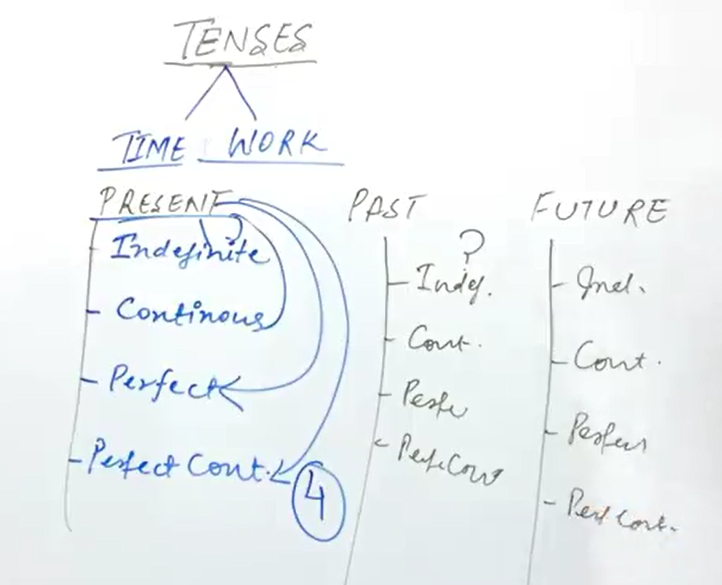 TENSES
TIME WORK
PRESENT
Indefinite
Continous
Perfect
Perfect Cont.
4
PAST
?
Indef.
Cont.
Perfe
Perf Cont
FUTURE
Ind.
Cont.
Perfect
Perf Cont.